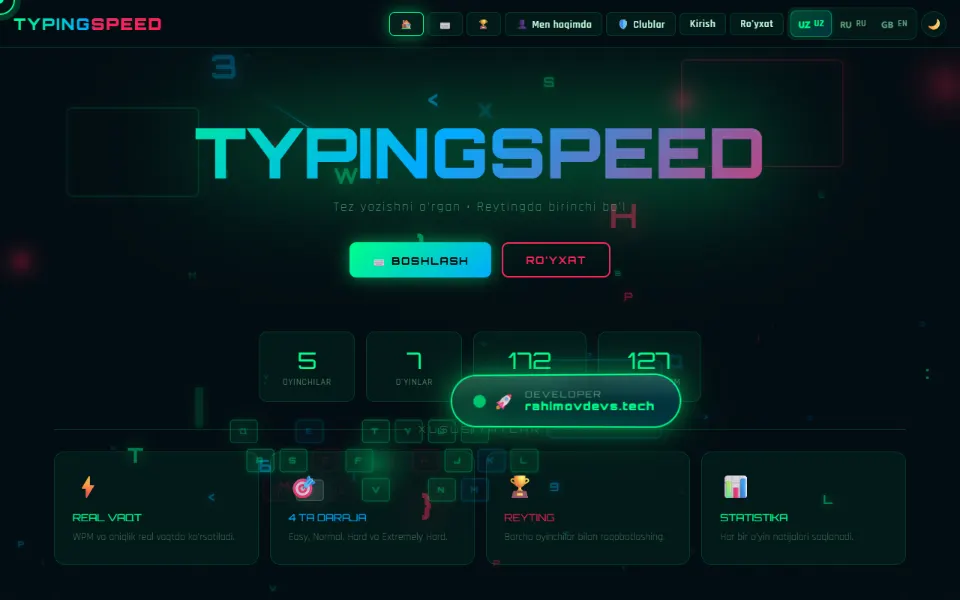 TYPINGSPEED
Men haqimda
Clublar
Kirish
Ro'yxat
UZ UZ
RU RU
GB EN
TYPINGSPEED
Tez yozishni o'rgan • Reytingda birinchi bo'l
BOSHLASH
RO'YXAT
5
OYINCHILAR
7
O'YINLAR
172
127
DEVELOPER
rahimovdevs.tech
REAL VAQT
WPM va aniqlik real vaqtda ko'rsatiladi.
4 TA DARAJA
Easy, Normal, Hard va Extremely Hard.
REYTING
Barcha oyinchilar bilan raqobatlashing.
STATISTIKA
Har bir o'yin natijalari saqlanadi.